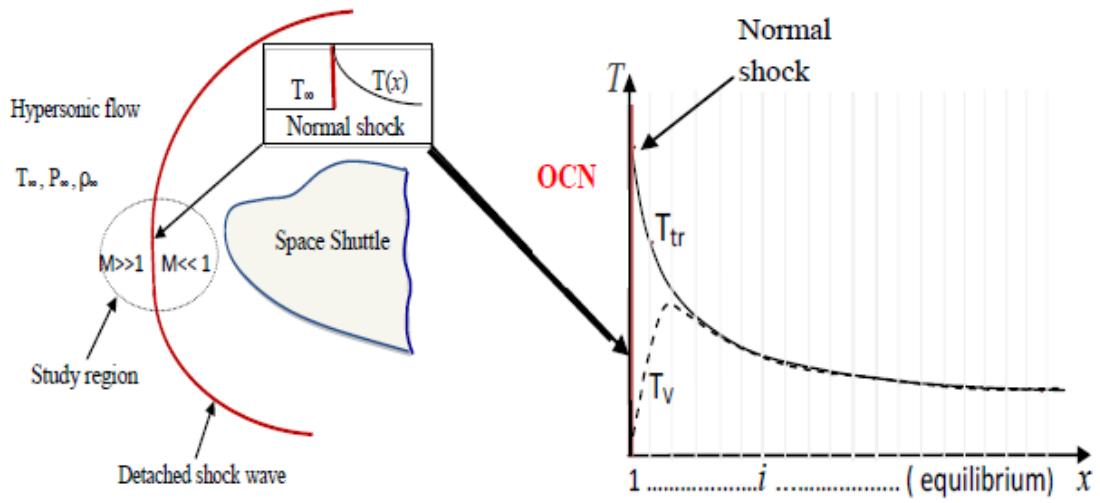 Hypersonic flow
T∞ , P∞ , ρ∞
T∞
T(x)
Normal shock
M>>1
M<< 1
Space Shuttle
Study region
Detached shock wave
Normal
shock
T
OCN
Ttr
TV
1 ....................i ....................( equilibrium) x